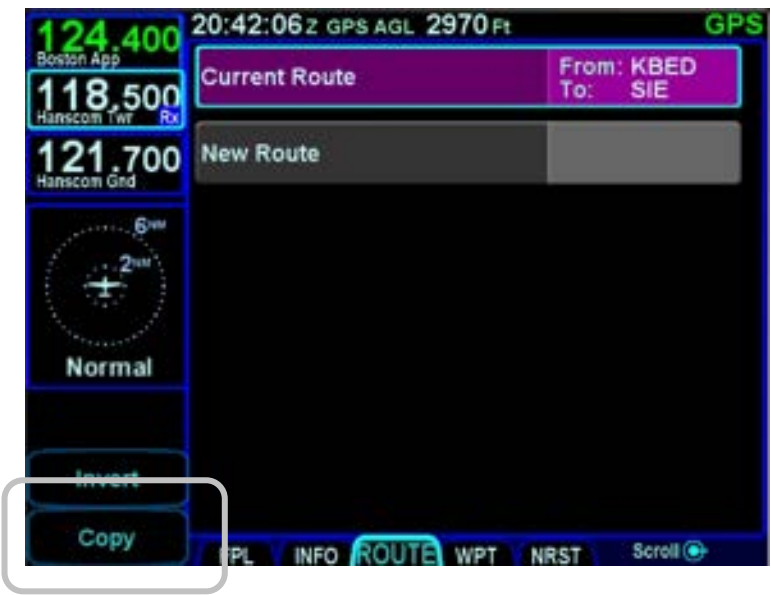 124.400
Boston App
118.500
Hanscom Twr Rx
121.700
Hanscom Gnd
6NM
2NM
Normal
Invert
Copy
20:42:06 Z GPS AGL 2970 Ft GPS
Current Route
From: KBED
To: SIE
New Route
FPL INFO ROUTE WPT NRST Scroll